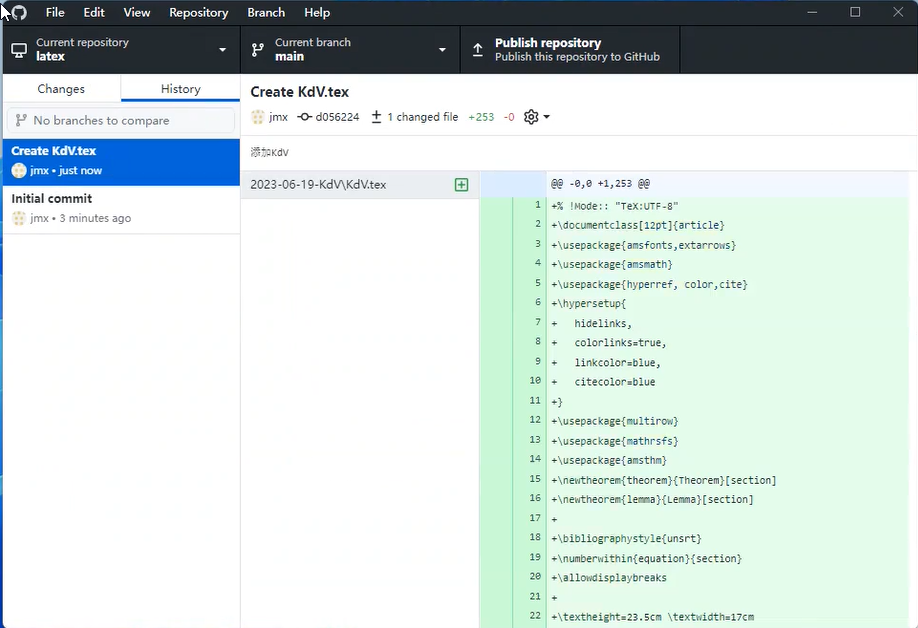 File Edit View Repository Branch Help
Current repository
latex
Current branch
main
Publish repository
Publish this repository to GitHub
Changes
History
No branches to compare
Create KdV.tex
jmx • just now
Initial commit
jmx • 3 minutes ago
Create KdV.tex
jmx d056224 1 changed file +253 -0
添加KdV
2023-06-19-KdV\KdV.tex
@@ -0,0 +1,253 @@
1 +% !Mode:: "TeX:UTF-8"
2 +\documentclass[12pt]{article}
3 +\usepackage{amsfonts,extarrows}
4 +\usepackage{amsmath}
5 +\usepackage{hyperref, color,cite}
6 +\hypersetup{
7 +   hidelinks,
8 +   colorlinks=true,
9 +   linkcolor=blue,
10 +   citecolor=blue
11 +}
12 +\usepackage{multirow}
13 +\usepackage{mathrsfs}
14 +\usepackage{amsthm}
15 +\newtheorem{theorem}{Theorem}[section]
16 +\newtheorem{lemma}{Lemma}[section]
17 +
18 +\bibliographystyle{unsrt}
19 +\numberwithin{equation}{section}
20 +\allowdisplaybreaks
21 +
22 +\textheight=23.5cm \textwidth=17cm